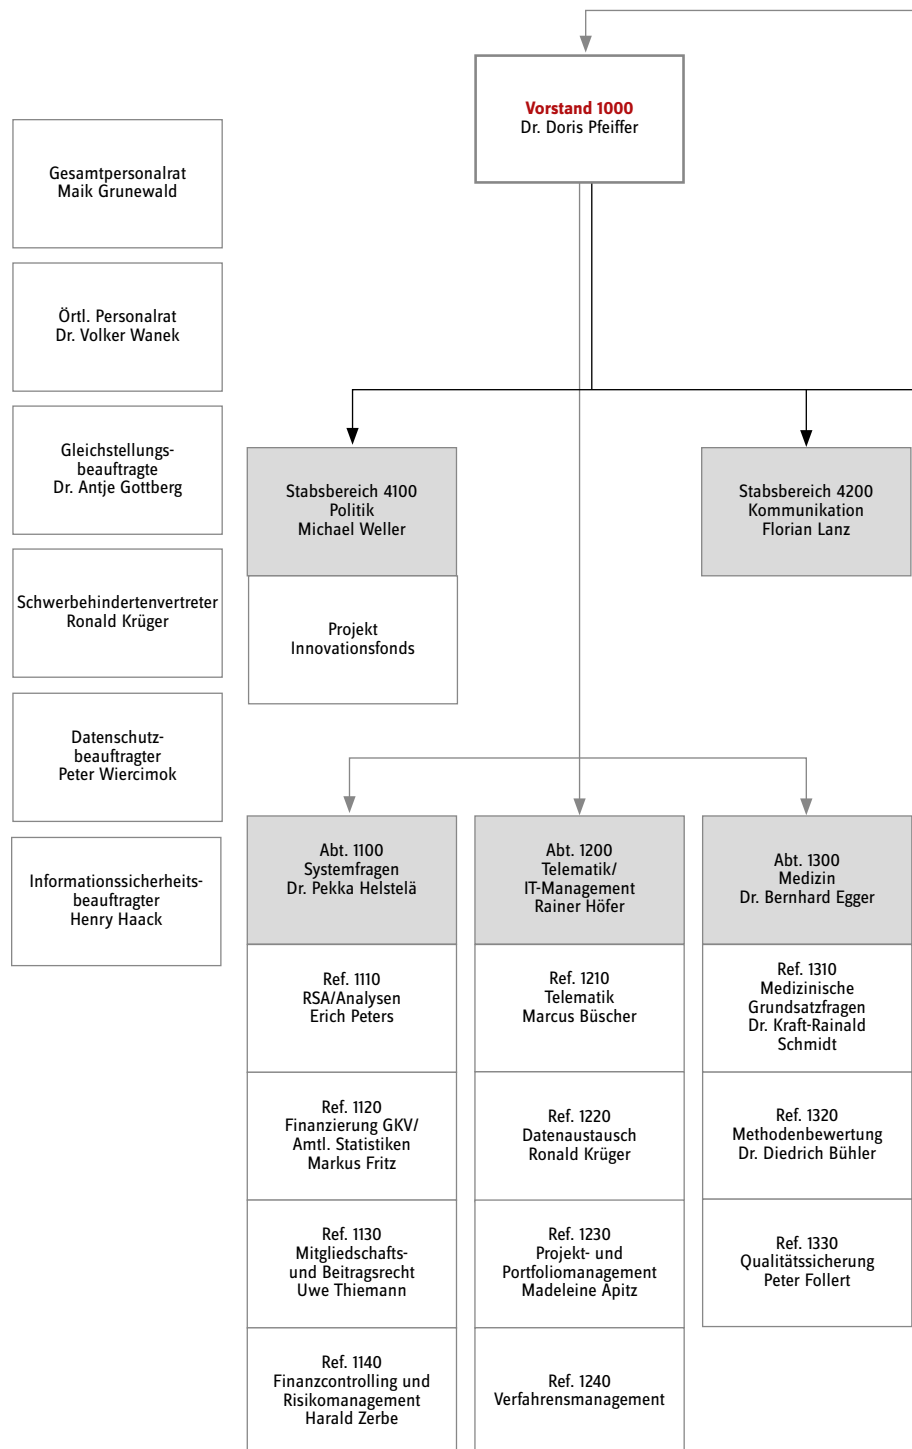 Vorstand 1000
Dr. Doris Pfeiffer
Gesamtpersonalrat
Maik Grunewald
Örtl. Personalrat
Dr. Volker Wanek
Gleichstellungs-
beauftragte
Dr. Antje Gottberg
Schwerbehindertenvertreter
Ronald Krüger
Datenschutz-
beauftragter
Peter Wiercimok
Informationssicherheits-
beauftragter
Henry Haack
Stabsbereich 4100
Politik
Michael Weller
Projekt
Innovationsfonds
Stabsbereich 4200
Kommunikation
Florian Lanz
Abt. 1100
Systemfragen
Dr. Pekka Helstelä
Ref. 1110
RSA/Analysen
Erich Peters
Ref. 1120
Finanzierung GKV/
Amtl. Statistiken
Markus Fritz
Ref. 1130
Mitgliedschafts-
und Beitragsrecht
Uwe Thiemann
Ref. 1140
Finanzcontrolling und
Risikomanagement
Harald Zerbe
Abt. 1200
Telematik/
IT-Management
Rainer Höfer
Ref. 1210
Telematik
Marcus Büscher
Ref. 1220
Datenaustausch
Ronald Krüger
Ref. 1230
Projekt- und
Portfoliomanagement
Madeleine Apitz
Ref. 1240
Verfahrensmanagement
Abt. 1300
Medizin
Dr. Bernhard Egger
Ref. 1310
Medizinische
Grundsatzfragen
Dr. Kraft-Rainald
Schmidt
Ref. 1320
Methodenbewertung
Dr. Diedrich Bühler
Ref. 1330
Qualitätssicherung
Peter Follert